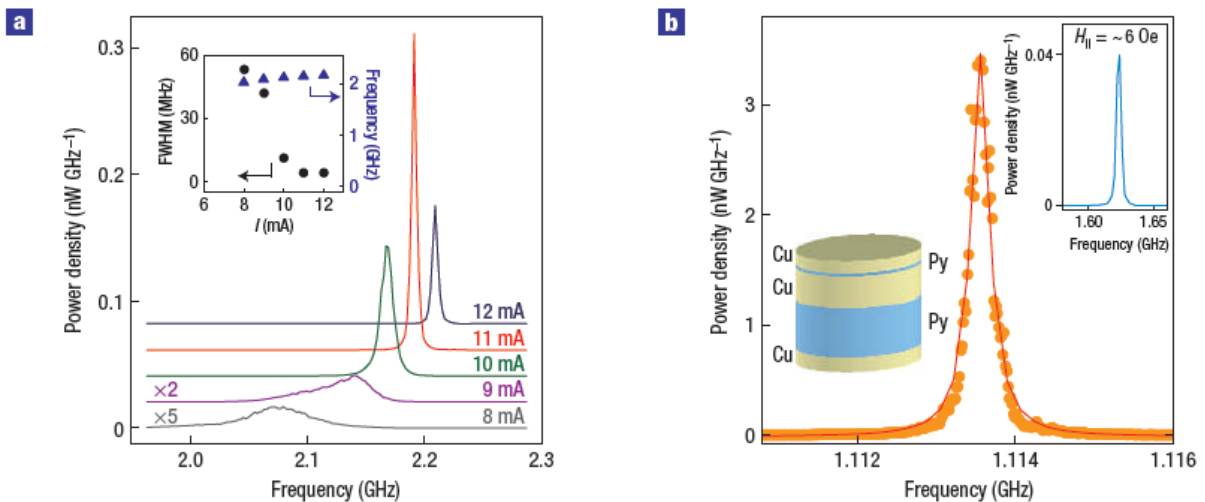 a
0.3
0.2
0.1
0
Power density (nW GHz⁻¹)
60
30
0
FWHM (MHz)
2
1
0
Frequency (GHz)
6 8 10 12
I (mA)
12 mA
11 mA
10 mA
×2 9 mA
×5 8 mA
2.0 2.1 2.2 2.3
Frequency (GHz)
b
3
2
1
0
Power density (nW GHz⁻¹)
H|| = ~6 Oe
0.04
0
Power density (nW GHz⁻¹)
1.60 1.65
Frequency (GHz)
Cu
Py
Cu
Py
Cu
1.112 1.114 1.116
Frequency (GHz)